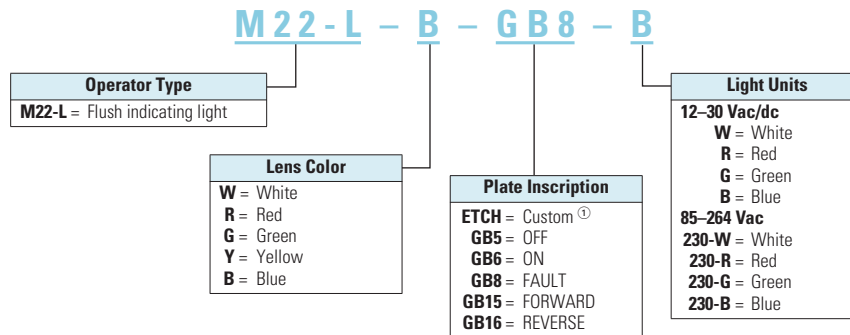 M22-L – B – GB8 – B
Operator Type
M22-L = Flush indicating light
Lens Color
W = White
R = Red
G = Green
Y = Yellow
B = Blue
Plate Inscription
ETCH = Custom ①
GB5 = OFF
GB6 = ON
GB8 = FAULT
GB15 = FORWARD
GB16 = REVERSE
Light Units
12–30 Vac/dc
W = White
R = Red
G = Green
B = Blue
85–264 Vac
230-W = White
230-R = Red
230-G = Green
230-B = Blue